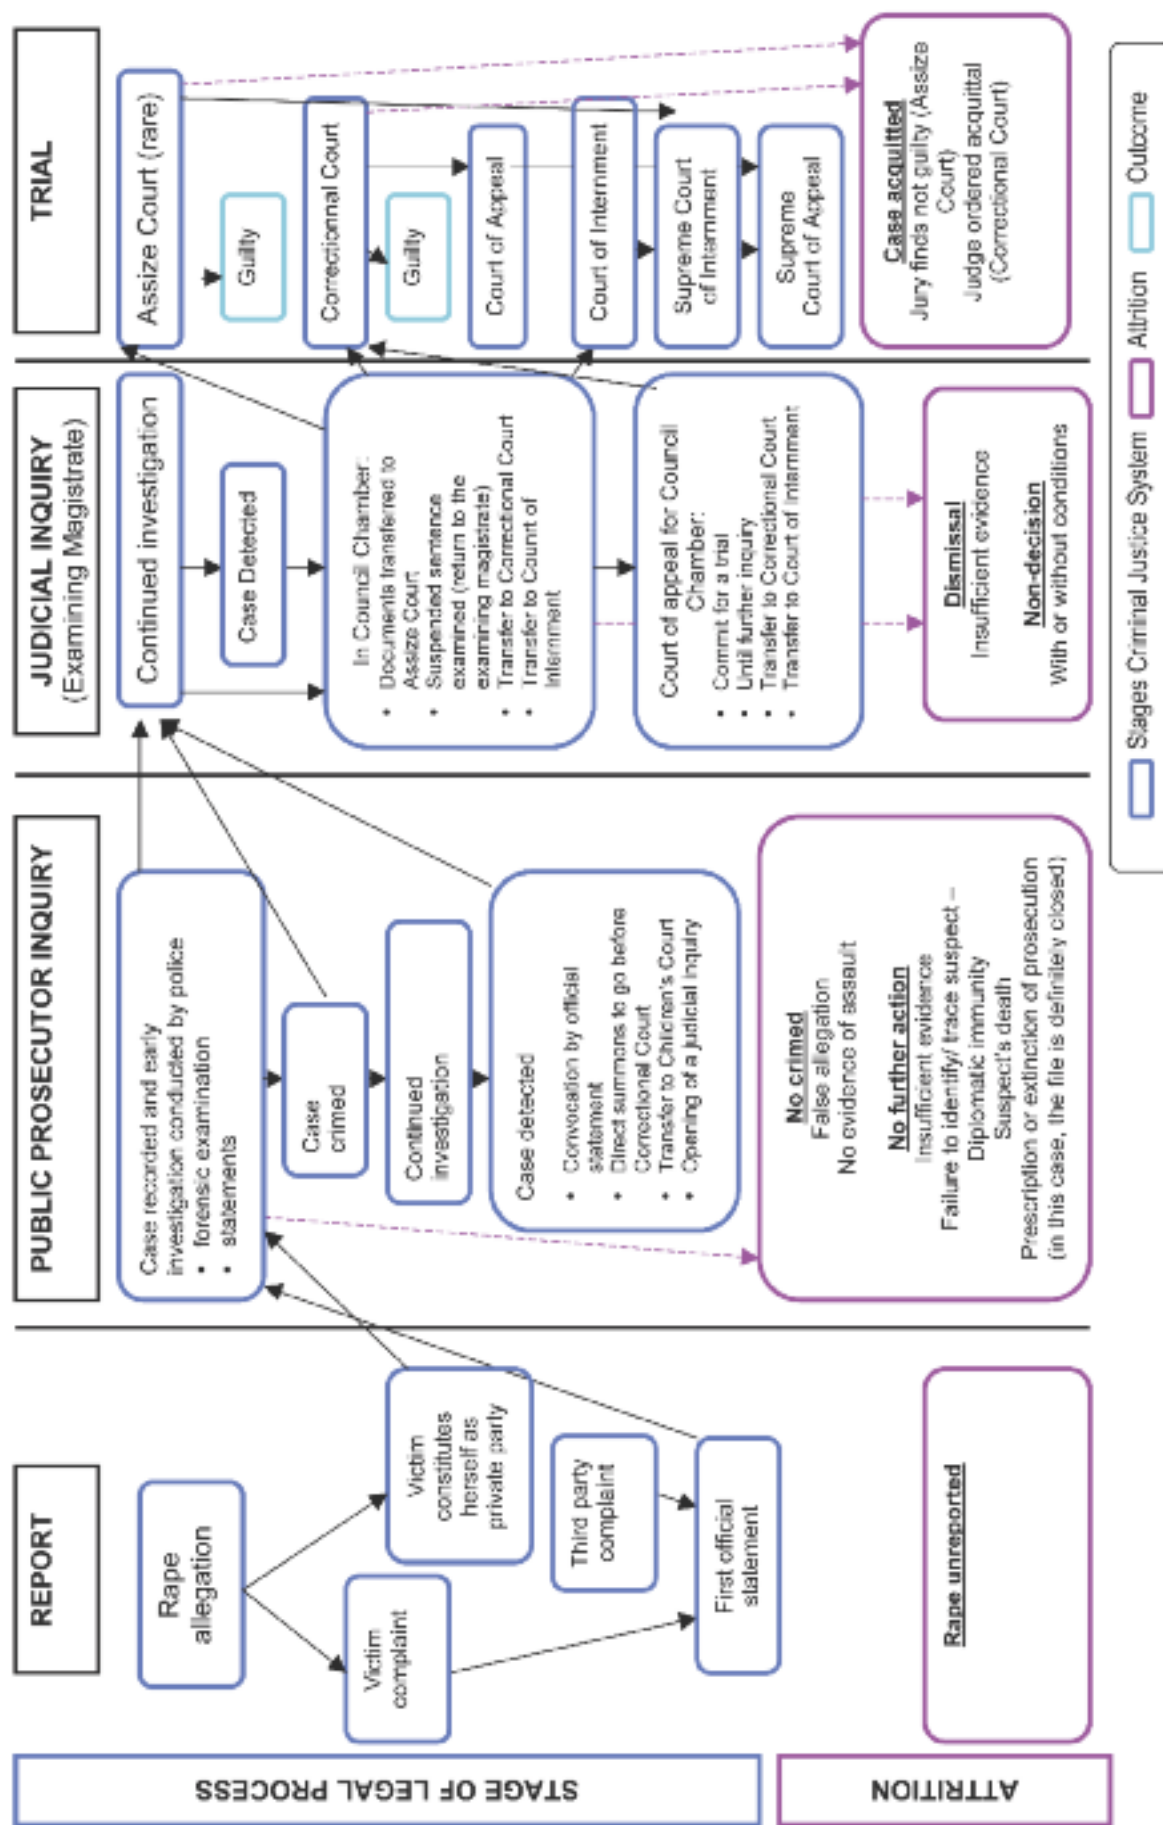 REPORT
PUBLIC PROSECUTOR INQUIRY
JUDICIAL INQUIRY
(Examining Magistrate)
TRIAL
STAGE OF LEGAL PROCESS
Rape
allegation
Victim
complaint
Victim
constitutes
herself as
private party
Third party
complaint
First official
statement
Case recorded and early
investigation conducted by police
• forensic examination
• statements
Case
crimed
Continued
investigation
Case detected
• Convocation by official
statement
• Direct summons to go before
Correctional Court
• Transfer to Children's Court
• Opening of a judicial inquiry
Continued investigation
Case Detected
In Council Chamber:
• Documents transferred to
Assize Court
• Suspended sentence
examined (return to the
examining magistrate)
• Transfer to Correctional Court
• Transfer to Count of
Internment
Court of appeal for Council
Chamber:
• Commit for a trial
• Until further inquiry
• Transfer to Correctional Court
• Transfer to Court of Internment
Assize Court (rare)
Guilty
Correctionnal Court
Guilty
Court of Appeal
Court of Internment
Supreme Court
of Internment
Supreme
Court of Appeal
ATTRITION
Rape unreported
No crimed
False allegation
No evidence of assault
No further action
Insufficient evidence
Failure to identify/ trace suspect –
Diplomatic immunity
Suspect's death
Prescription or extinction of prosecution
(in this case, the file is definitely closed)
Dismissal
Insufficient evidence
Non-decision
With or without conditions
Case acquitted
Jury finds not guilty (Assize
Court)
Judge ordered acquittal
(Correctional Court)
Stages Criminal Justice System
Attrition
Outcome